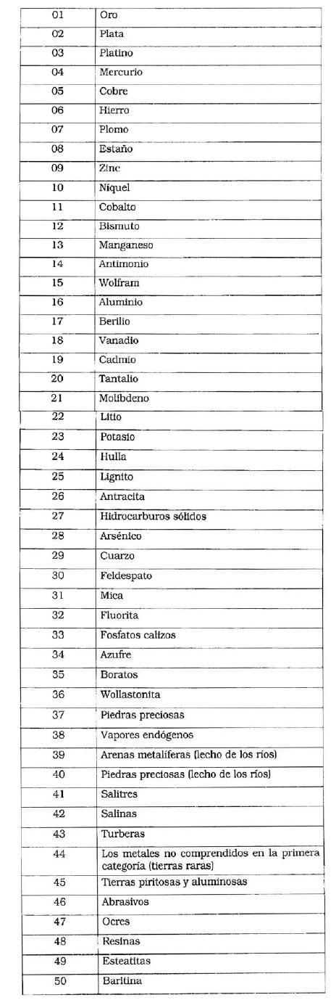 01 Oro
02 Plata
03 Platino
04 Mercurio
05 Cobre
06 Hierro
07 Plomo
08 Estaño
09 Zinc
10 Níquel
11 Cobalto
12 Bismuto
13 Manganeso
14 Antimonio
15 Wolfram
16 Aluminio
17 Berilio
18 Vanadio
19 Cadmio
20 Tantalio
21 Molibdeno
22 Litio
23 Potasio
24 Hulla
25 Lignito
26 Antracita
27 Hidrocarburos sólidos
28 Arsénico
29 Cuarzo
30 Feldespato
31 Mica
32 Fluorita
33 Fosfatos calizos
34 Azufre
35 Boratos
36 Wollastonita
37 Piedras preciosas
38 Vapores endógenos
39 Arenas metalíferas (lecho de los ríos)
40 Piedras preciosas (lecho de los ríos)
41 Salitres
42 Salinas
43 Turberas
44 Los metales no comprendidos en la primera
categoría (tierras raras)
45 Tierras piritosas y aluminosas
46 Abrasivos
47 Ocres
48 Resinas
49 Esteatitas
50 Baritina